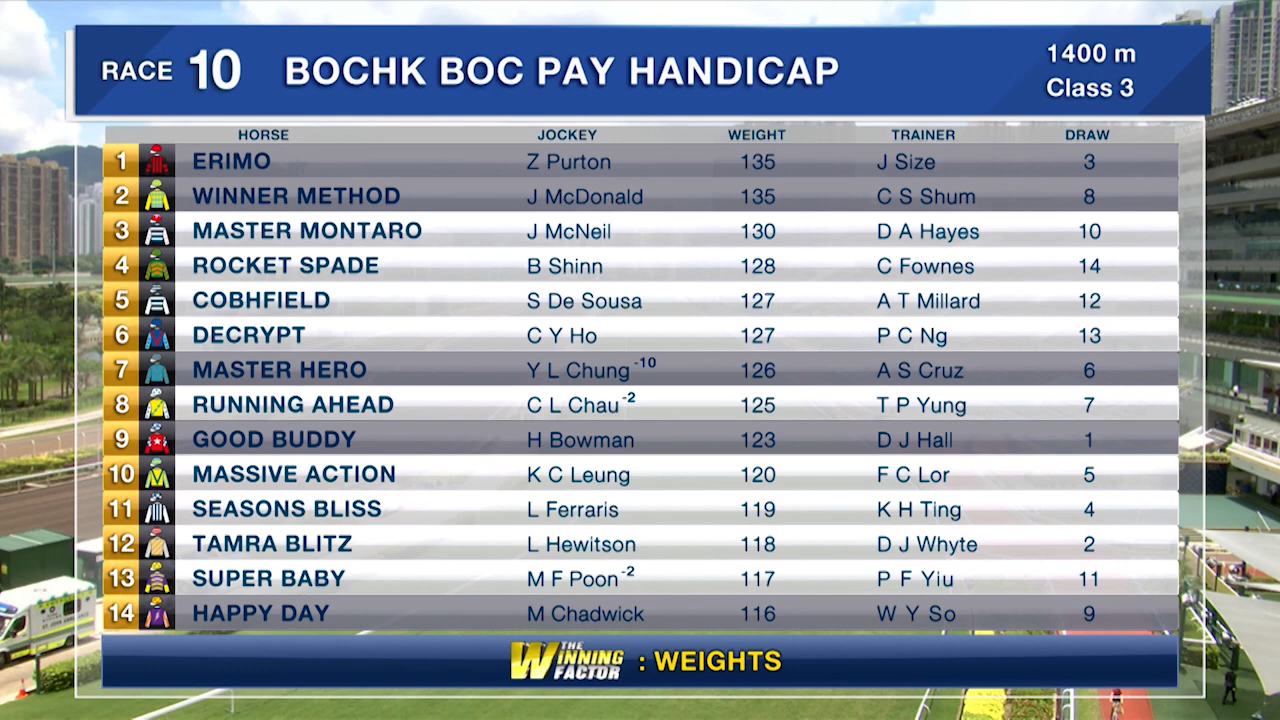 RACE 10 BOCHK BOC PAY HANDICAP 1400 m
Class 3
HORSE JOCKEY WEIGHT TRAINER DRAW
1 ERIMO Z Purton 135 J Size 3
2 WINNER METHOD J McDonald 135 C S Shum 8
3 MASTER MONTARO J McNeil 130 D A Hayes 10
4 ROCKET SPADE B Shinn 128 C Fownes 14
5 COBHFIELD S De Sousa 127 A T Millard 12
6 DECRYPT C Y Ho 127 P C Ng 13
7 MASTER HERO Y L Chung -10 126 A S Cruz 6
8 RUNNING AHEAD C L Chau -2 125 T P Yung 7
9 GOOD BUDDY H Bowman 123 D J Hall 1
10 MASSIVE ACTION K C Leung 120 F C Lor 5
11 SEASONS BLISS L Ferraris 119 K H Ting 4
12 TAMRA BLITZ L Hewitson 118 D J Whyte 2
13 SUPER BABY M F Poon -2 117 P F Yiu 11
14 HAPPY DAY M Chadwick 116 W Y So 9
THE WINNING FACTOR : WEIGHTS